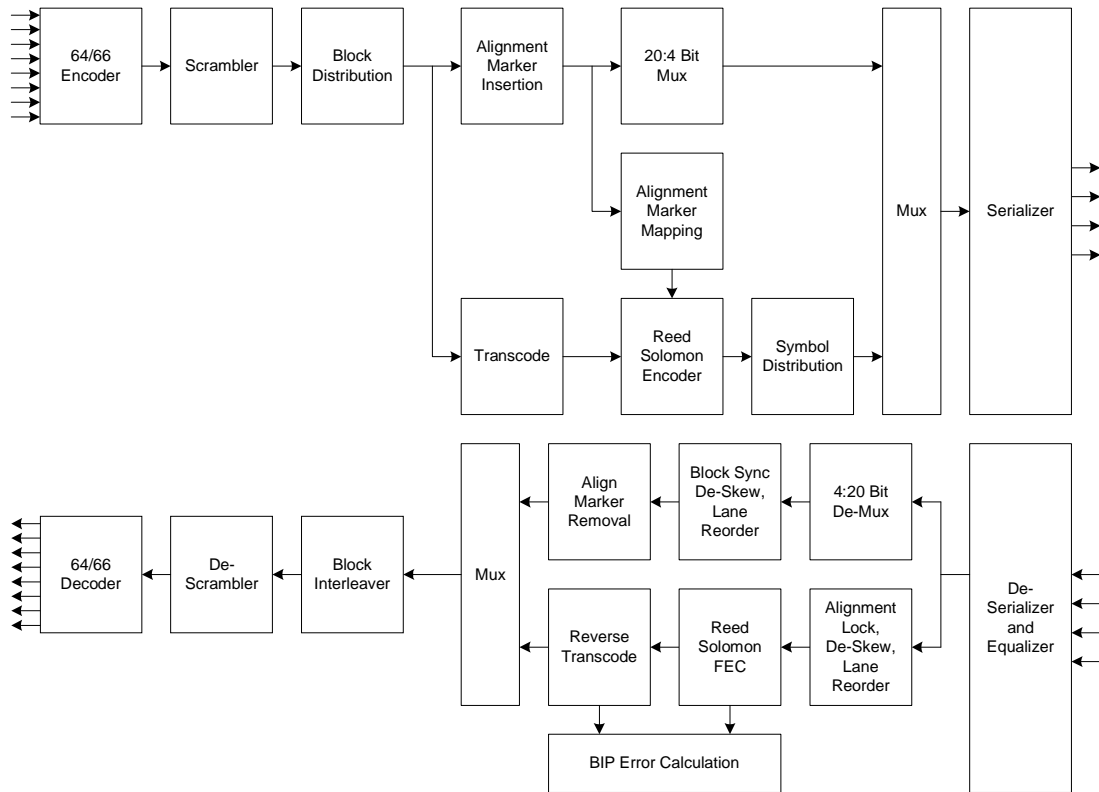 64/66
Encoder
Scrambler
Block
Distribution
Alignment
Marker
Insertion
20:4 Bit
Mux
Alignment
Marker
Mapping
Mux
Serializer
Transcode
Reed
Solomon
Encoder
Symbol
Distribution
64/66
Decoder
De-
Scrambler
Block
Interleaver
Mux
Align
Marker
Removal
Block Sync
De-Skew,
Lane
Reorder
4:20 Bit
De-Mux
Reverse
Transcode
Reed
Solomon
FEC
Alignment
Lock,
De-Skew,
Lane
Reorder
De-
Serializer
and
Equalizer
BIP Error Calculation